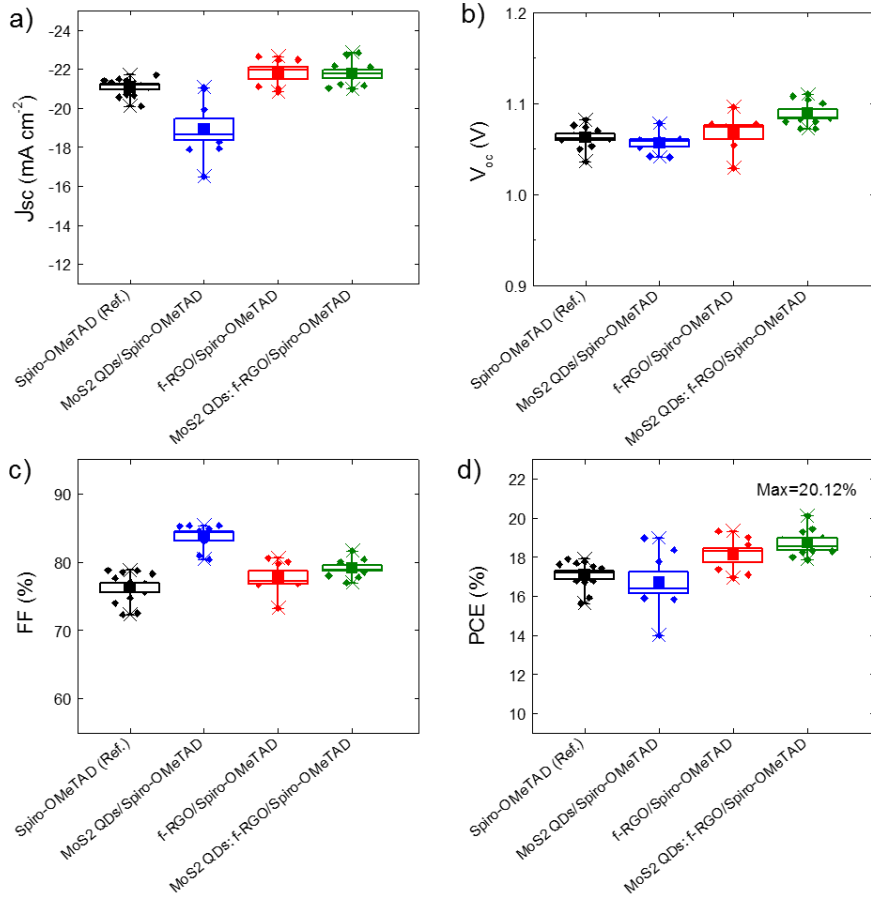 a)
-24
-22
-20
-18
-16
-14
-12
Jsc (mA cm-2)
Spiro-OMeTAD (Ref.)
MoS2 QDs/Spiro-OMeTAD
f-RGO/Spiro-OMeTAD
MoS2 QDs: f-RGO/Spiro-OMeTAD
b)
1.2
1.1
1.0
0.9
Voc (V)
Spiro-OMeTAD (Ref.)
MoS2 QDs/Spiro-OMeTAD
f-RGO/Spiro-OMeTAD
MoS2 QDs: f-RGO/Spiro-OMeTAD
c)
90
80
70
60
FF (%)
Spiro-OMeTAD (Ref.)
MoS2 QDs/Spiro-OMeTAD
f-RGO/Spiro-OMeTAD
MoS2 QDs: f-RGO/Spiro-OMeTAD
d)
22
20
18
16
14
12
10
PCE (%)
Max=20.12%
Spiro-OMeTAD (Ref.)
MoS2 QDs/Spiro-OMeTAD
f-RGO/Spiro-OMeTAD
MoS2 QDs: f-RGO/Spiro-OMeTAD